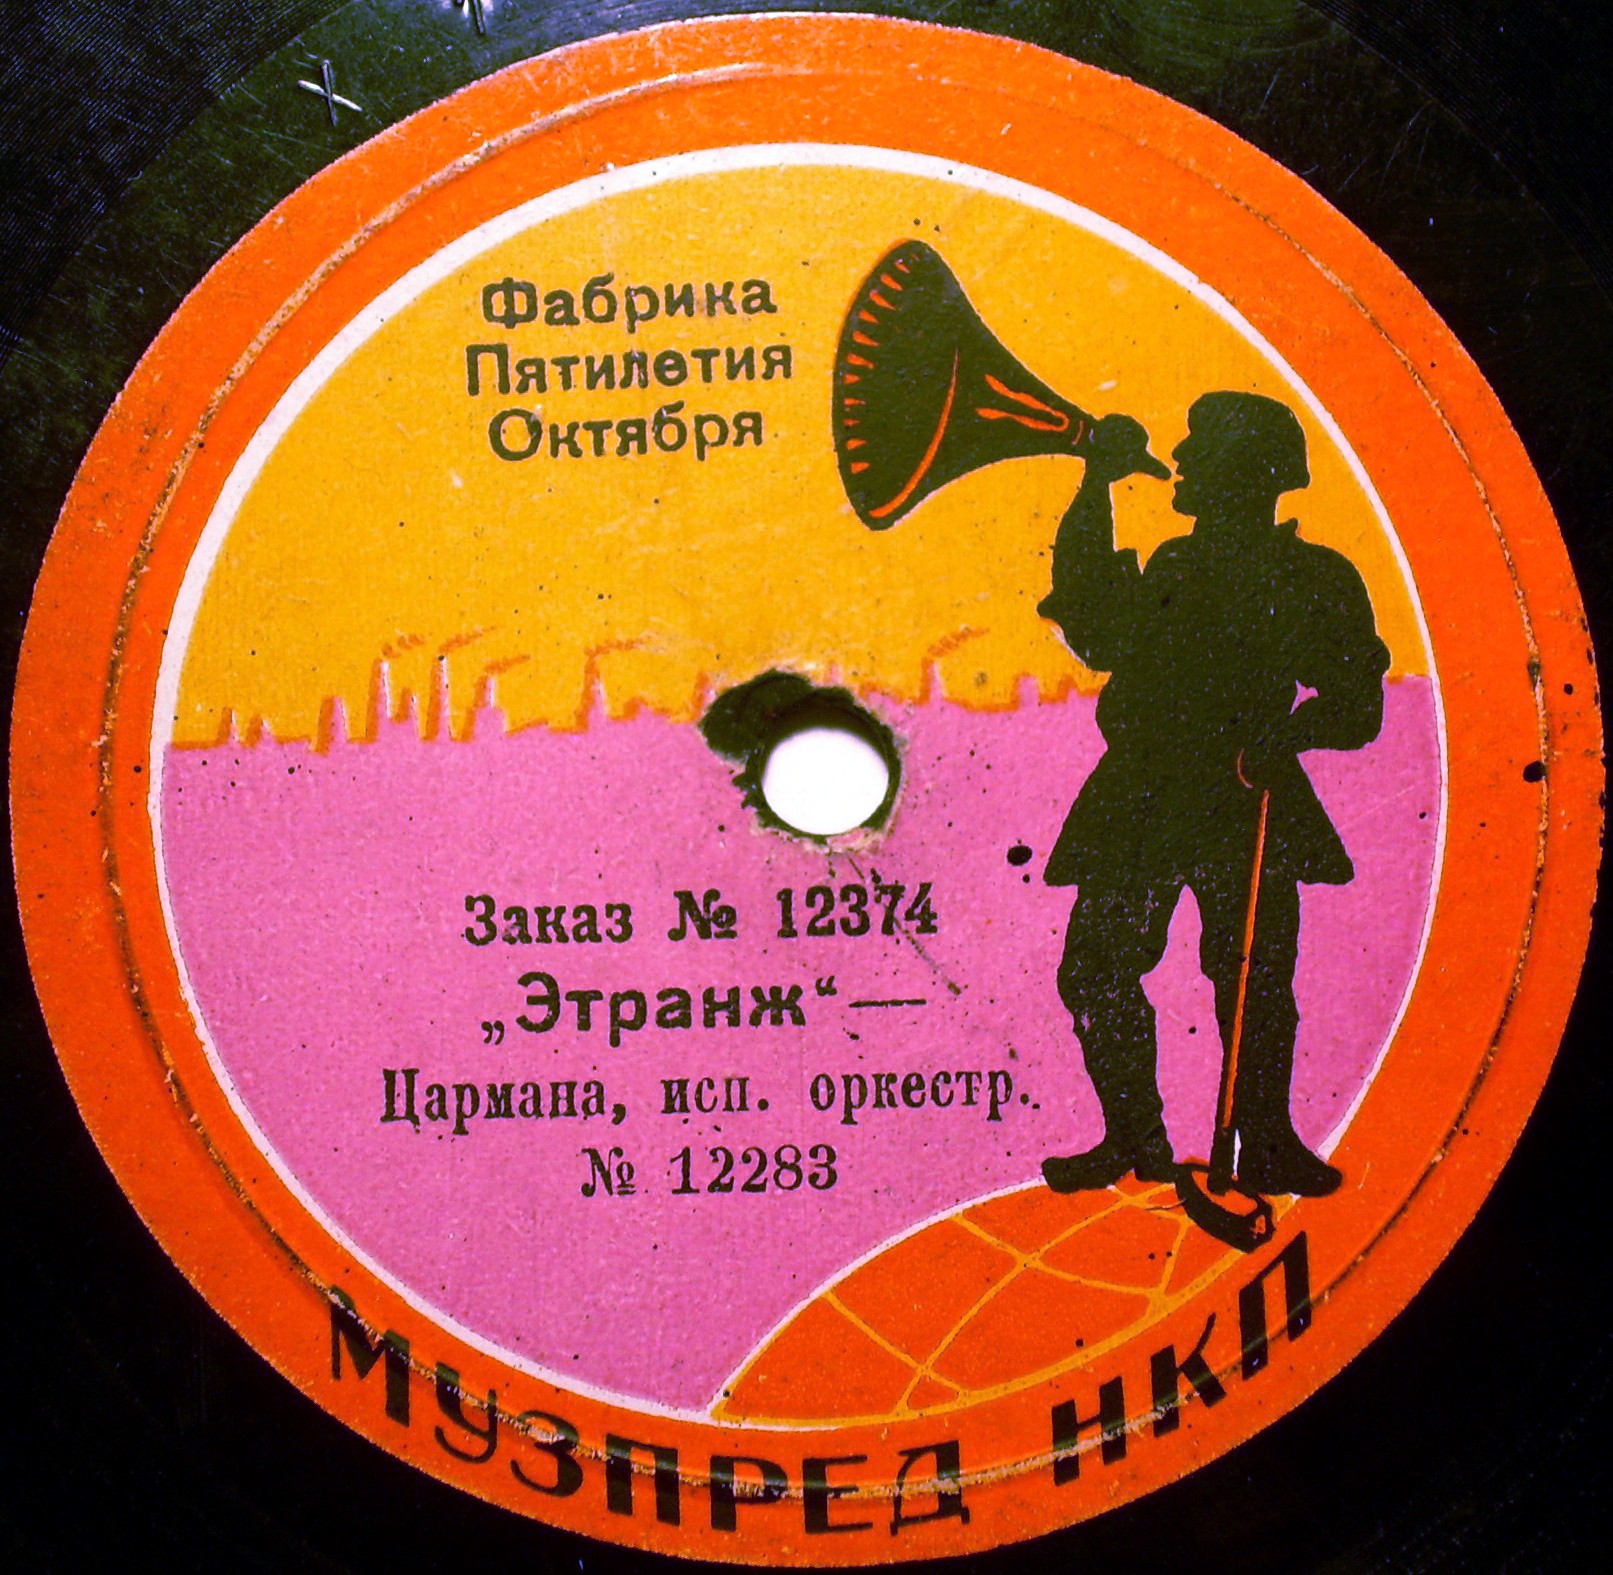 Фабрика
Пятилетия
Октября
Заказ № 12374
„Этранж“ —
Цармана, исп. оркестр.
№ 12283
МУЗПРЕД НКП